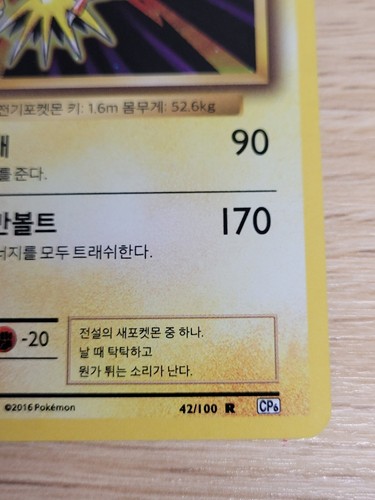 전기포켓몬 키: 1.6m 몸무게: 52.6kg
90
를 준다.
만볼트 170
너지를 모두 트래쉬한다.
-20
전설의 새포켓몬 중 하나.
날 때 탁탁하고
뭔가 튀는 소리가 난다.
©2016 Pokémon 42/100 R CP6